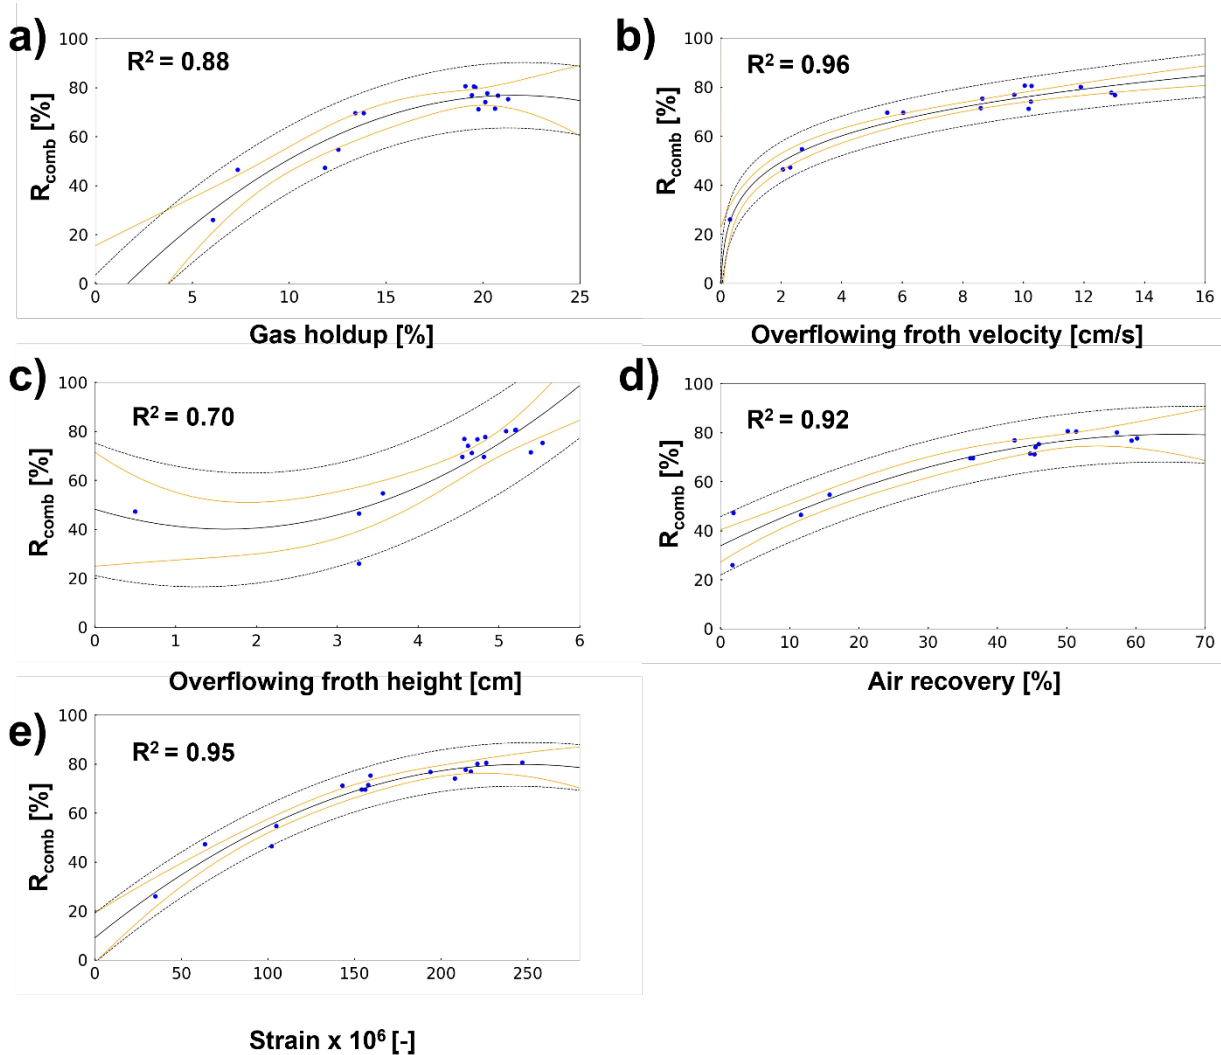 a)
R² = 0.88
100
80
60
40
20
0
R_comb [%]
0 5 10 15 20 25
Gas holdup [%]
b)
R² = 0.96
100
80
60
40
20
0
R_comb [%]
0 2 4 6 8 10 12 14 16
Overflowing froth velocity [cm/s]
c)
R² = 0.70
100
80
60
40
20
0
R_comb [%]
0 1 2 3 4 5 6
Overflowing froth height [cm]
d)
R² = 0.92
100
80
60
40
20
0
R_comb [%]
0 10 20 30 40 50 60 70
Air recovery [%]
e)
R² = 0.95
100
80
60
40
20
0
R_comb [%]
0 50 100 150 200 250
Strain x 10⁶ [-]